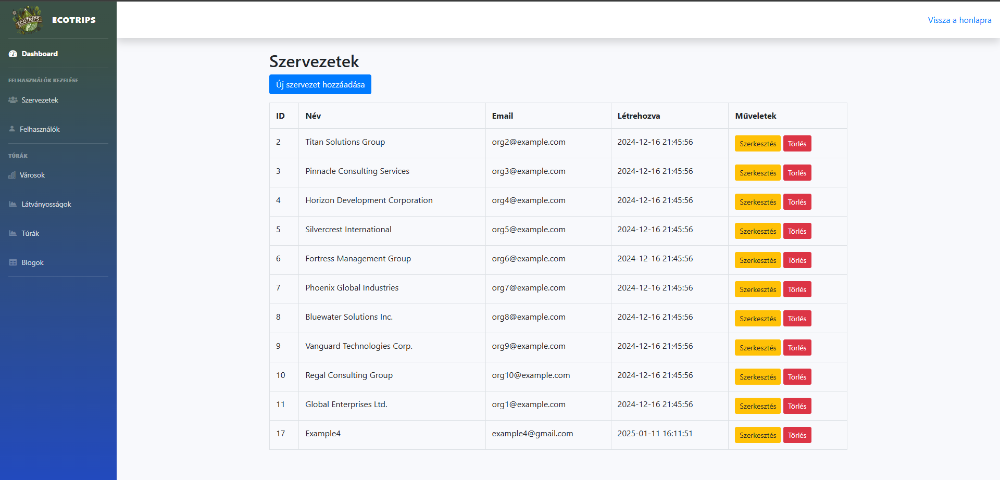 ECOTRIPS
ECOTRIPS
Vissza a honlapra
Dashboard
FELHASZNÁLÓK KEZELÉSE
Szervezetek
Felhasználók
TÚRÁK
Városok
Látványosságok
Túrák
Blogok
Szervezetek
Új szervezet hozzáadása
ID Név Email Létrehozva Műveletek
2 Titan Solutions Group org2@example.com 2024-12-16 21:45:56 Szerkesztés Törlés
3 Pinnacle Consulting Services org3@example.com 2024-12-16 21:45:56 Szerkesztés Törlés
4 Horizon Development Corporation org4@example.com 2024-12-16 21:45:56 Szerkesztés Törlés
5 Silvercrest International org5@example.com 2024-12-16 21:45:56 Szerkesztés Törlés
6 Fortress Management Group org6@example.com 2024-12-16 21:45:56 Szerkesztés Törlés
7 Phoenix Global Industries org7@example.com 2024-12-16 21:45:56 Szerkesztés Törlés
8 Bluewater Solutions Inc. org8@example.com 2024-12-16 21:45:56 Szerkesztés Törlés
9 Vanguard Technologies Corp. org9@example.com 2024-12-16 21:45:56 Szerkesztés Törlés
10 Regal Consulting Group org10@example.com 2024-12-16 21:45:56 Szerkesztés Törlés
11 Global Enterprises Ltd. org1@example.com 2024-12-16 21:45:56 Szerkesztés Törlés
17 Example4 example4@gmail.com 2025-01-11 16:11:51 Szerkesztés Törlés